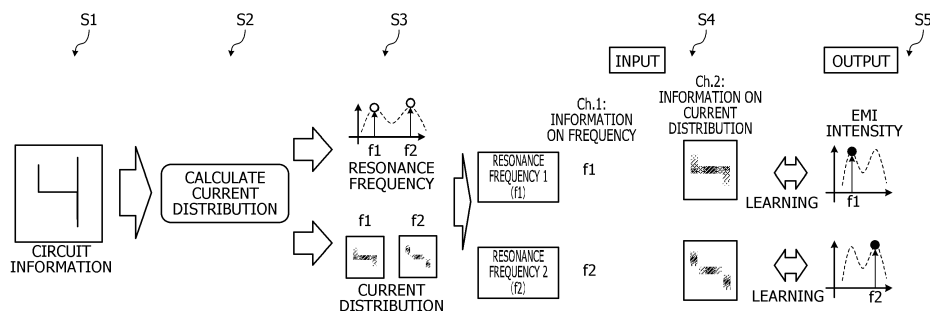 S1
S2
S3
S4
S5
INPUT
OUTPUT
Ch.1:
INFORMATION
ON FREQUENCY
Ch.2:
INFORMATION ON
CURRENT
DISTRIBUTION
EMI
INTENSITY
f1 f2
RESONANCE
FREQUENCY
CALCULATE
CURRENT
DISTRIBUTION
CIRCUIT
INFORMATION
f1 f2
CURRENT
DISTRIBUTION
RESONANCE
FREQUENCY 1
(f1)
f1
LEARNING
f1
RESONANCE
FREQUENCY 2
(f2)
f2
LEARNING
f2